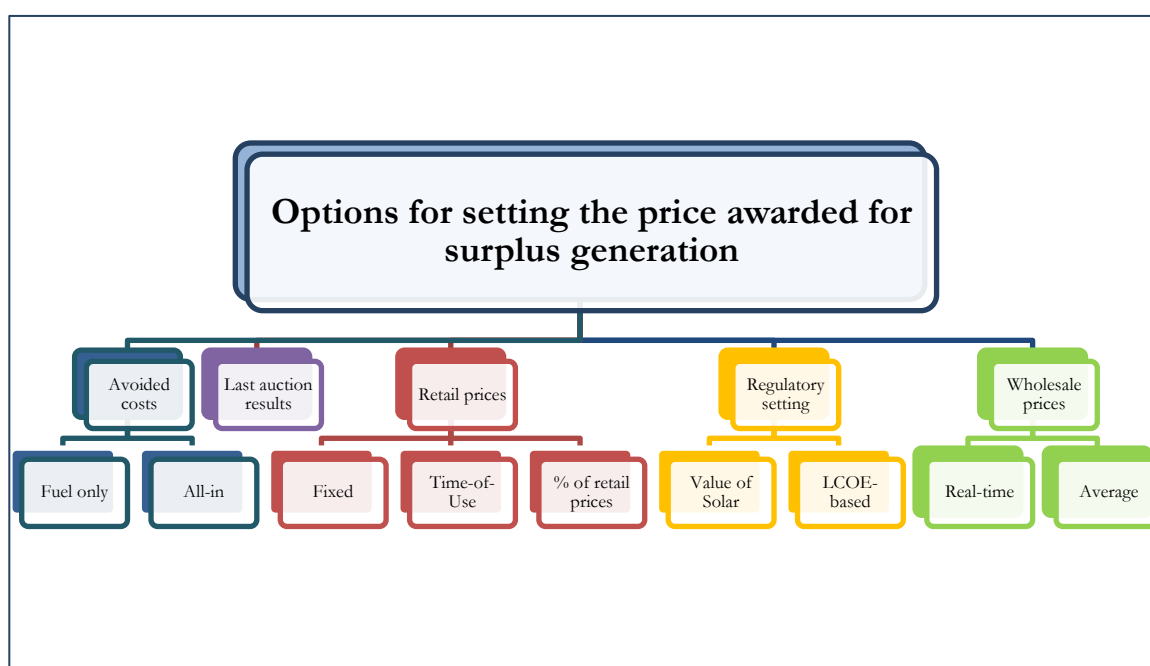 Options for setting the price awarded for
surplus generation
Avoided
costs
Last auction
results
Retail prices
Regulatory
setting
Wholesale
prices
Fuel only
All-in
Fixed
Time-of-
Use
% of retail
prices
Value of
Solar
LCOE-
based
Real-time
Average